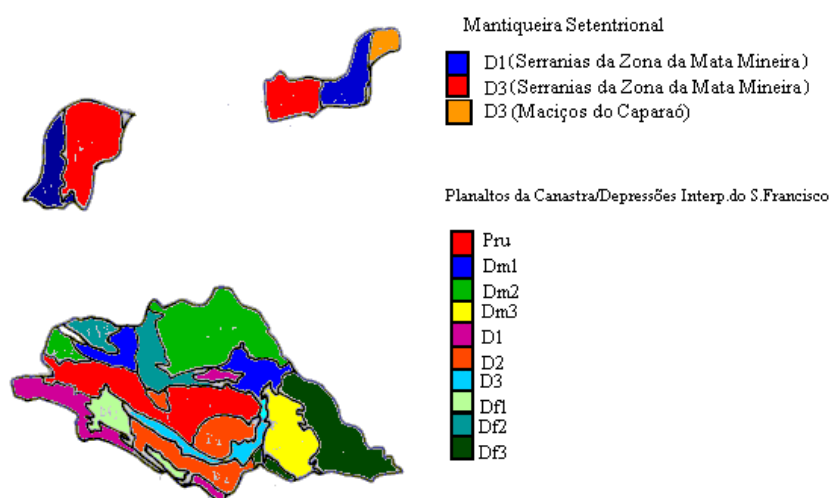 Mantiqueira Setentrional
D1(Serranias da Zona da Mata Mineira)
D3(Serranias da Zona da Mata Mineira)
D3(Maciços do Caparaó)
Planaltos da Canastra/Depressões Interp.do S.Francisco
Pru
Dm1
Dm2
Dm3
D1
D2
D3
Df1
Df2
Df3